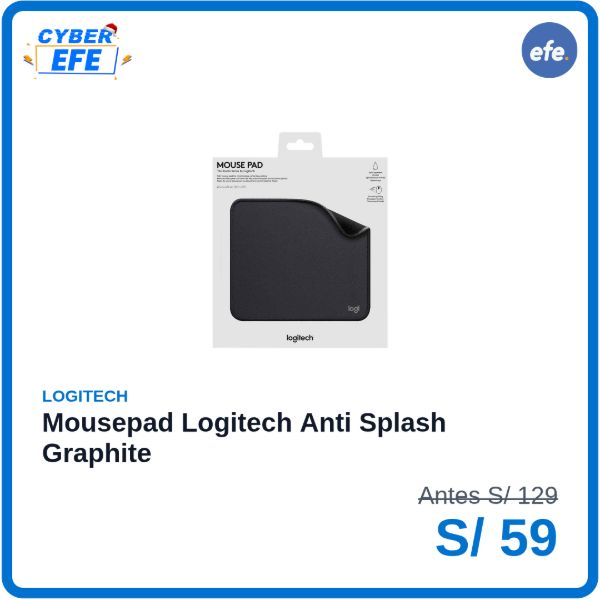 CYBER
EFE
efe.
MOUSE PAD
logi
logitech
LOGITECH
Mousepad Logitech Anti Splash
Graphite
Antes S/ 129
S/ 59